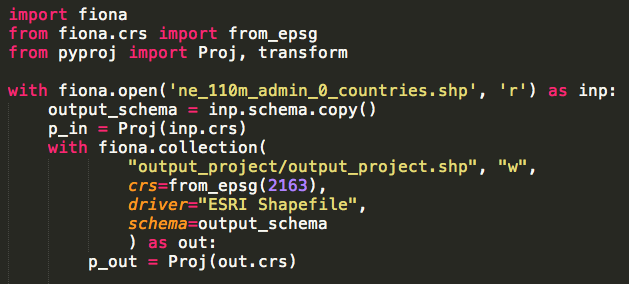 import fiona
from fiona.crs import from_epsg
from pyproj import Proj, transform
with fiona.open('ne_110m_admin_0_countries.shp', 'r') as inp:
output_schema = inp.schema.copy()
p_in = Proj(inp.crs)
with fiona.collection(
"output_project/output_project.shp", "w",
crs=from_epsg(2163),
driver="ESRI Shapefile",
schema=output_schema
) as out:
p_out = Proj(out.crs)